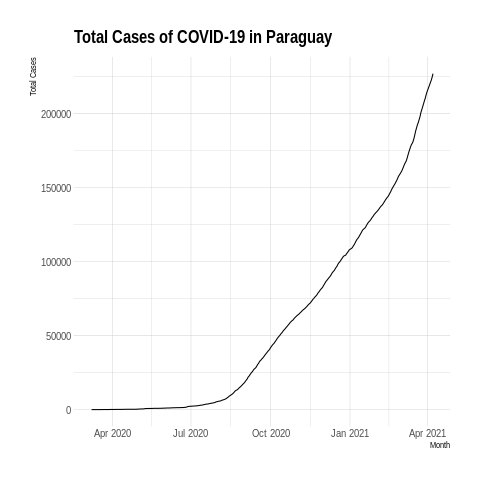 Total Cases of COVID-19 in Paraguay
Total Cases
200000
150000
100000
50000
0
Apr 2020 Jul 2020 Oct 2020 Jan 2021 Apr 2021
Month